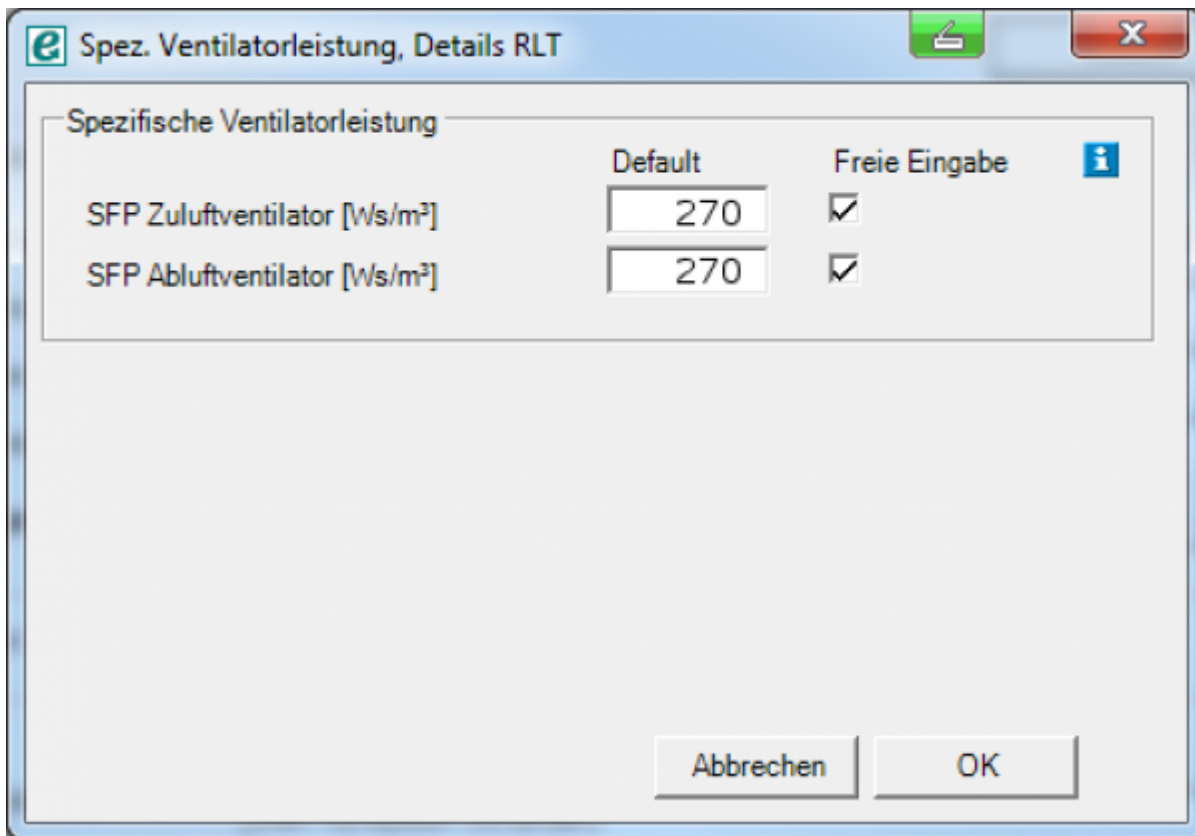 Spez. Ventilatorleistung, Details RLT
Spezifische Ventilatorleistung
Default Freie Eingabe
SFP Zuluftventilator [Ws/m³] 270
SFP Abluftventilator [Ws/m³] 270
Abbrechen OK